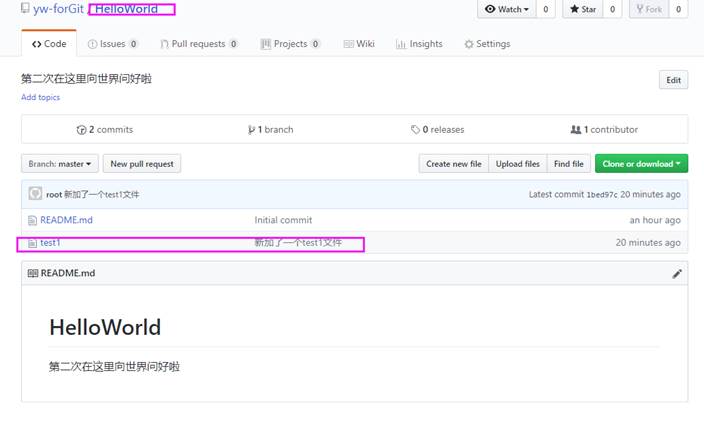 yw-forGit / HelloWorld
Watch 0 Star 0 Fork 0
Code Issues 0 Pull requests 0 Projects 0 Wiki Insights Settings
第二次在这里向世界问好啦 Edit
Add topics
2 commits 1 branch 0 releases 1 contributor
Branch: master New pull request Create new file Upload files Find file Clone or download
root 新加了一个test1文件 Latest commit 1bed97c 20 minutes ago
README.md Initial commit an hour ago
test1 新加了一个test1文件 20 minutes ago
README.md
HelloWorld
第二次在这里向世界问好啦